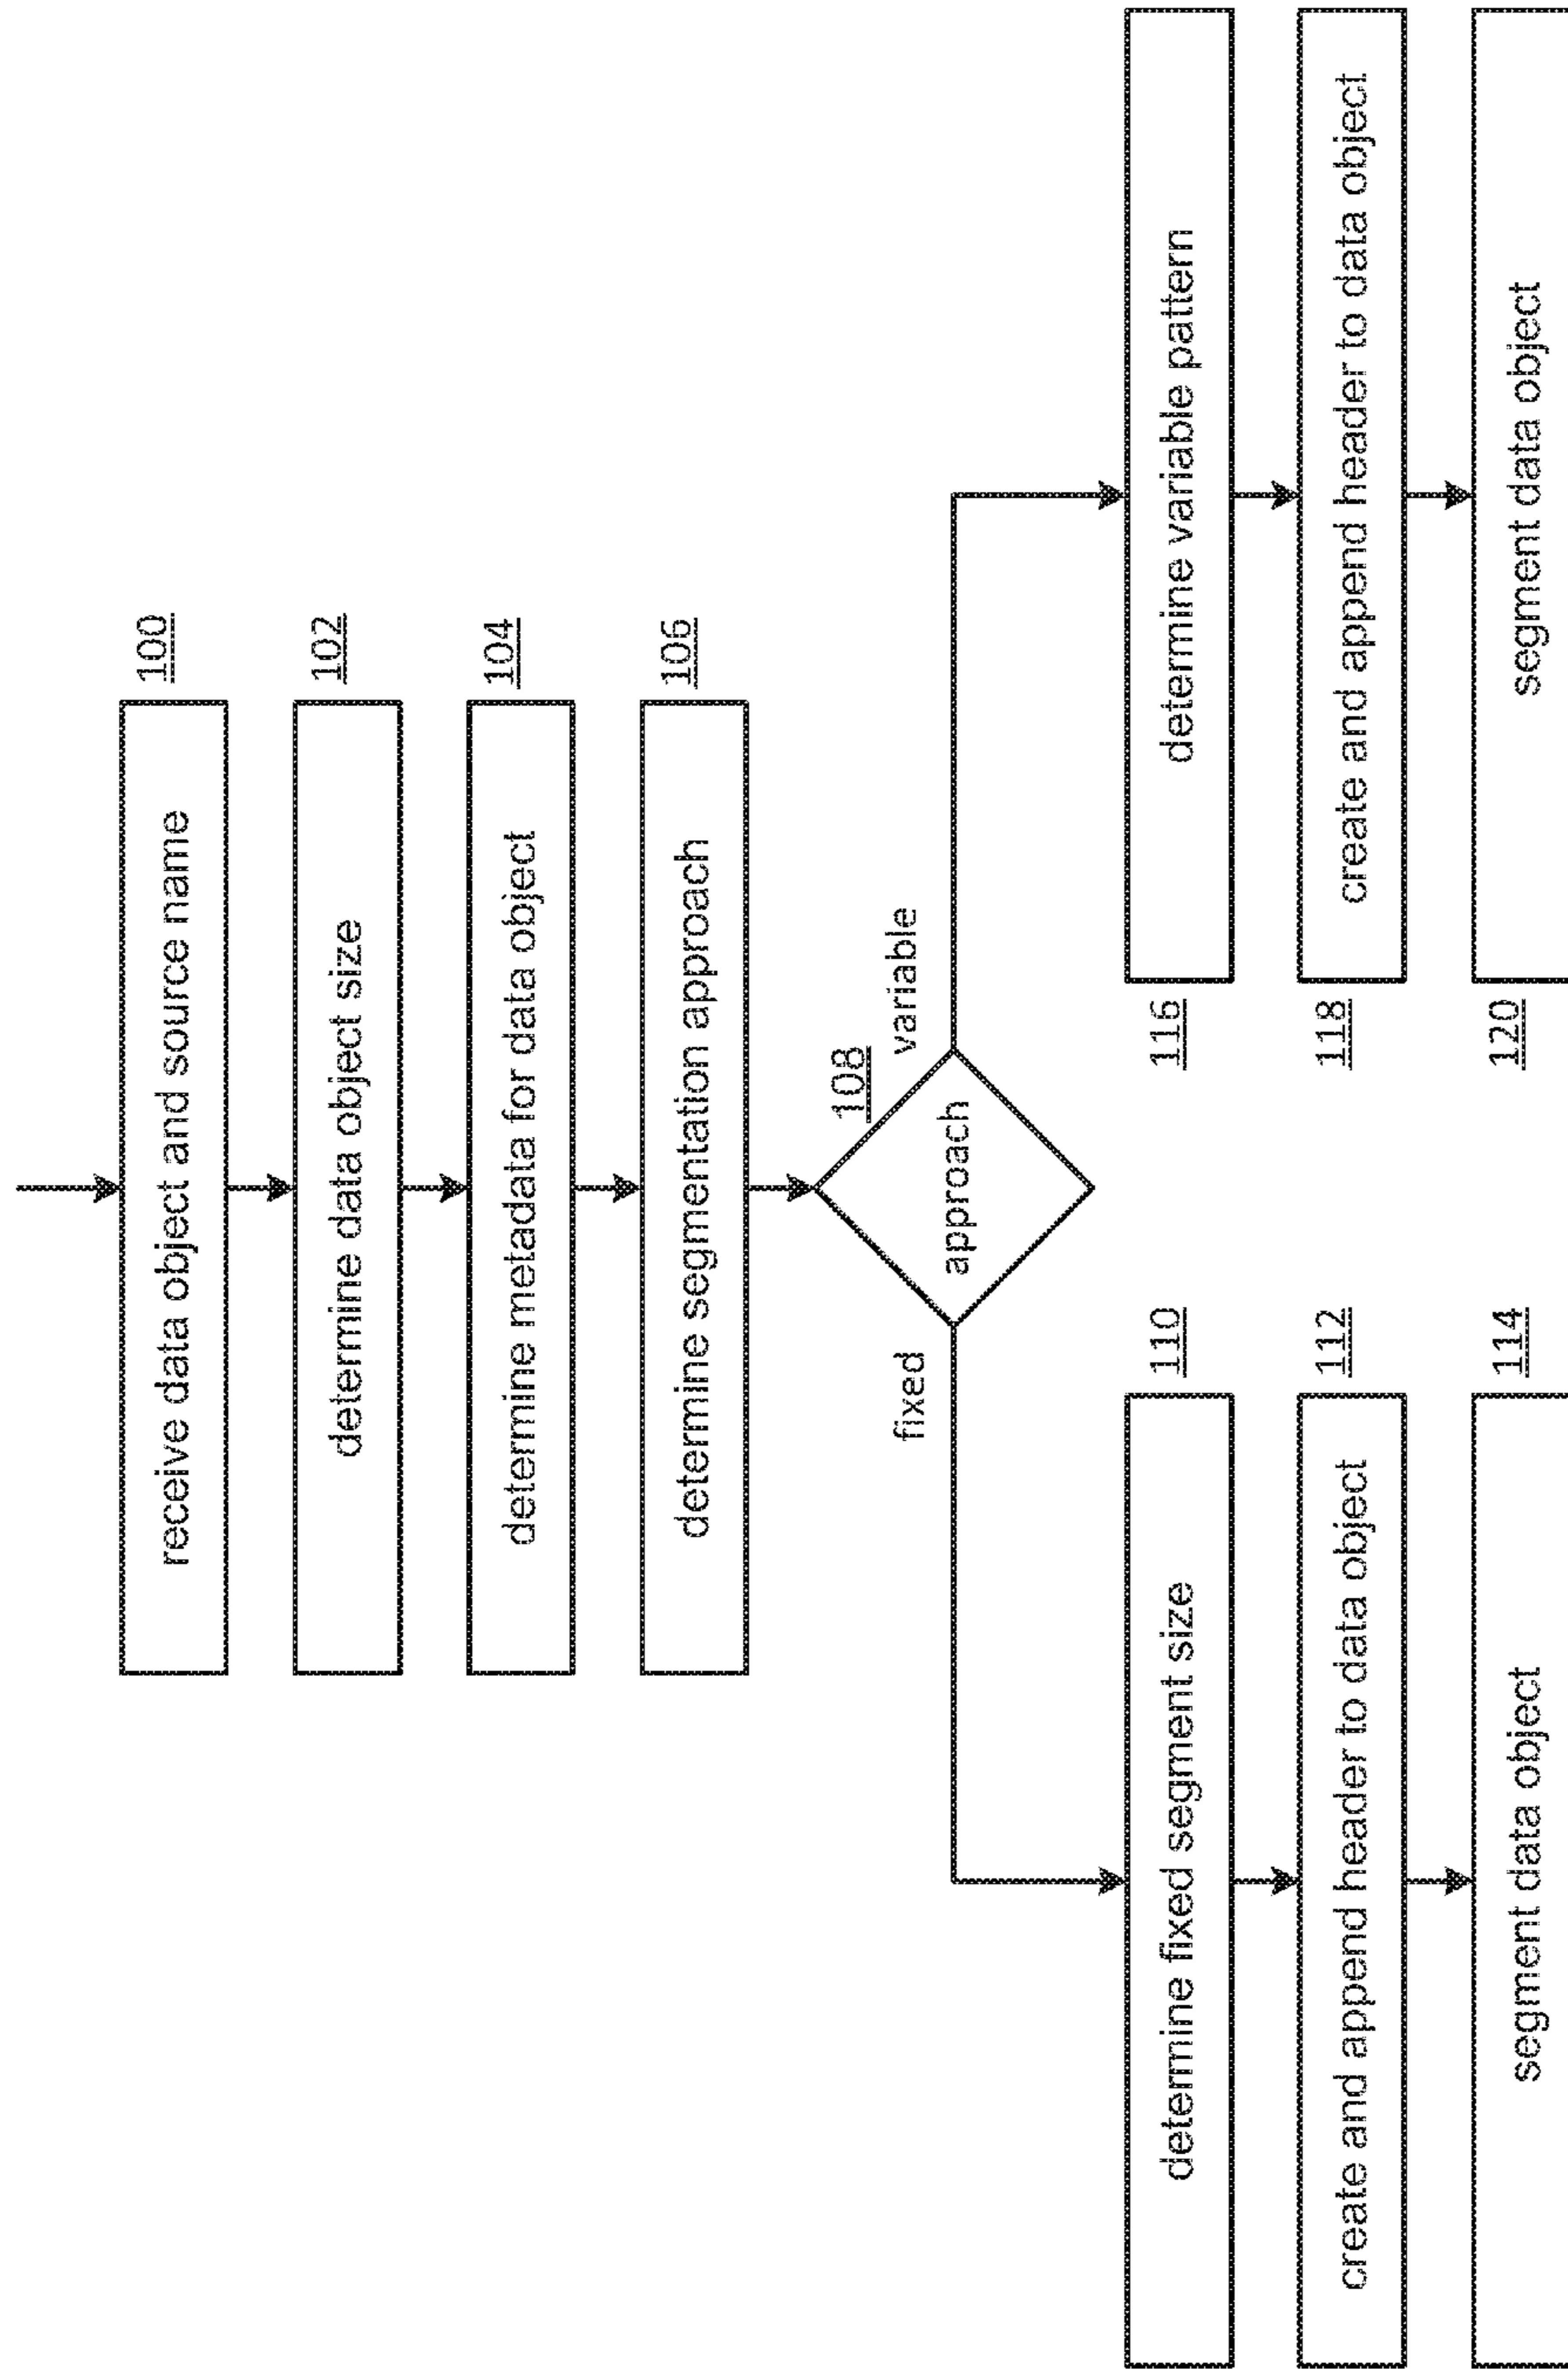 receive data object and source name
100
determine data object size
102
determine metadata for data object
104
determine segmentation approach
106
108
approach
fixed
variable
determine fixed segment size
110
create and append header to data object
112
segment data object
114
116
determine variable pattern
118
create and append header to data object
120
segment data object